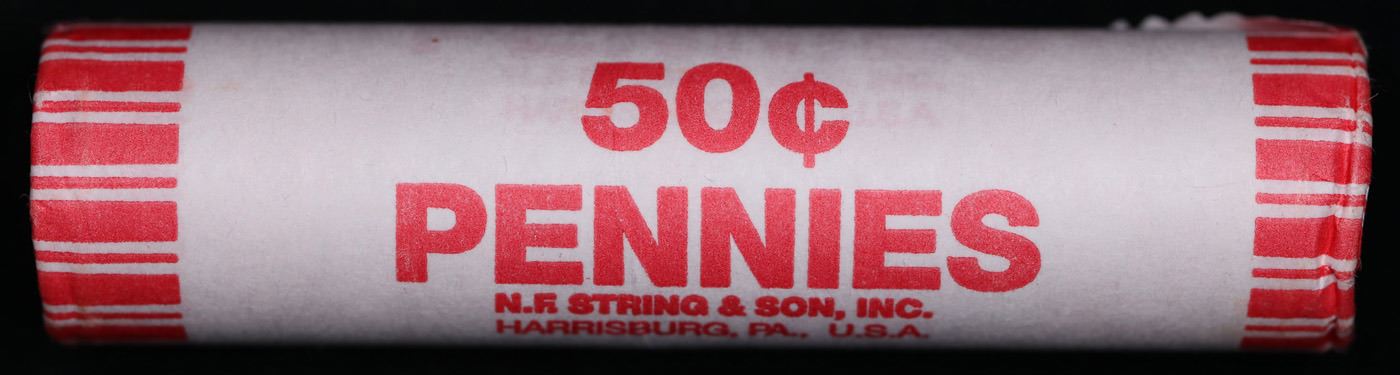 50¢
PENNIES
N.F. STRING & SON, INC.
HARRISBURG, PA., U.S.A.